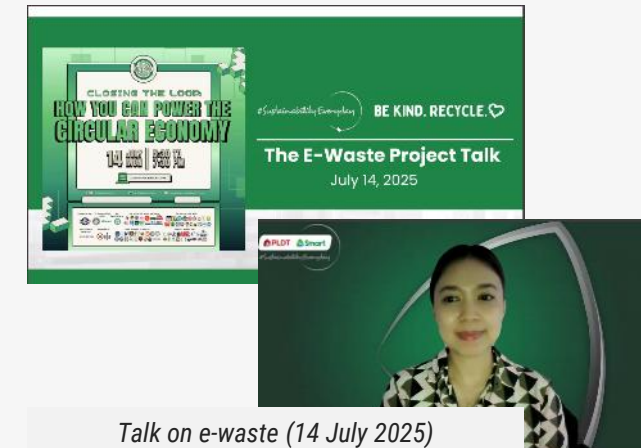 CLOSING THE LOOP:
HOW YOU CAN POWER THE
CIRCULAR ECONOMY
14
#SustainabilityEveryday
BE KIND. RECYCLE.
The E-Waste Project Talk
July 14, 2025
PLDT Smart
#SustainabilityEveryday
Talk on e-waste (14 July 2025)